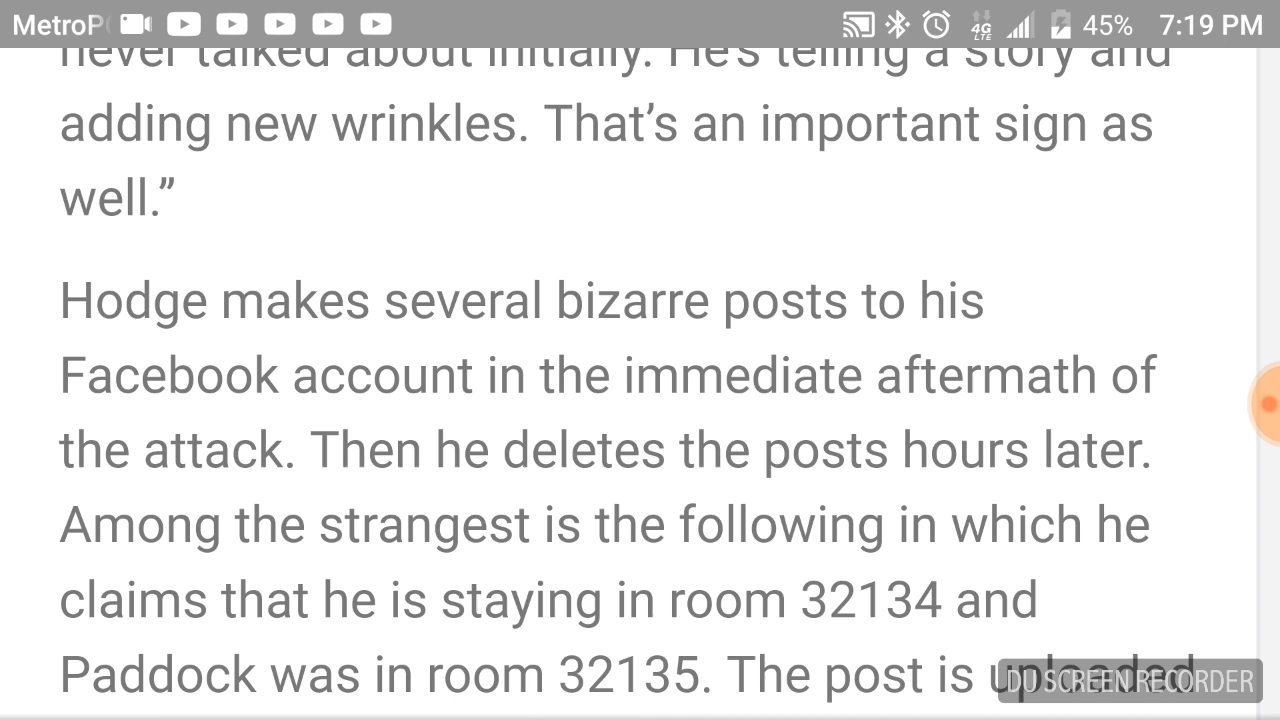 MetroP 45% 7:19 PM
4G LTE
never talked about initially. He's telling a story and
adding new wrinkles. That's an important sign as
well.”
Hodge makes several bizarre posts to his
Facebook account in the immediate aftermath of
the attack. Then he deletes the posts hours later.
Among the strangest is the following in which he
claims that he is staying in room 32134 and
Paddock was in room 32135. The post is uploaded
DU SCREEN RECORDER